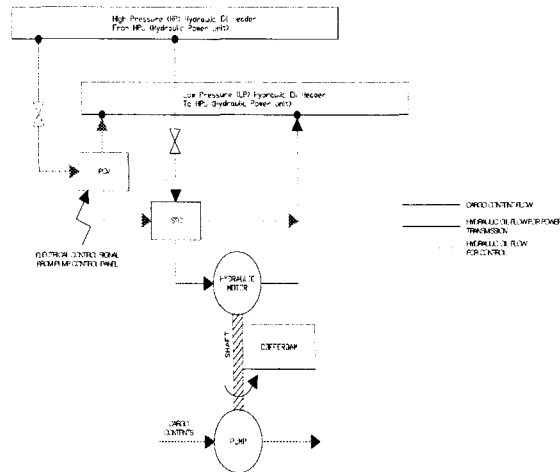 High Pressure (HP) Hydraulic Oil Header
From HPU (Hydraulic Power unit)
Low Pressure (LP) Hydraulic Oil Header
To HPU (Hydraulic Power unit)
STC
ELECTRICAL CONTROL SIGNAL
FROM PUMP CONTROL PANEL
CARGO CONTENT FLOW
HYDRAULIC OIL FLOW FOR POWER
TRANSMISSION
HYDRAULIC OIL FLOW
FOR CONTROL
HYDRAULIC
MOTOR
SHAFT
COFFERDAM
CARGO
CONTENTS
PUMP